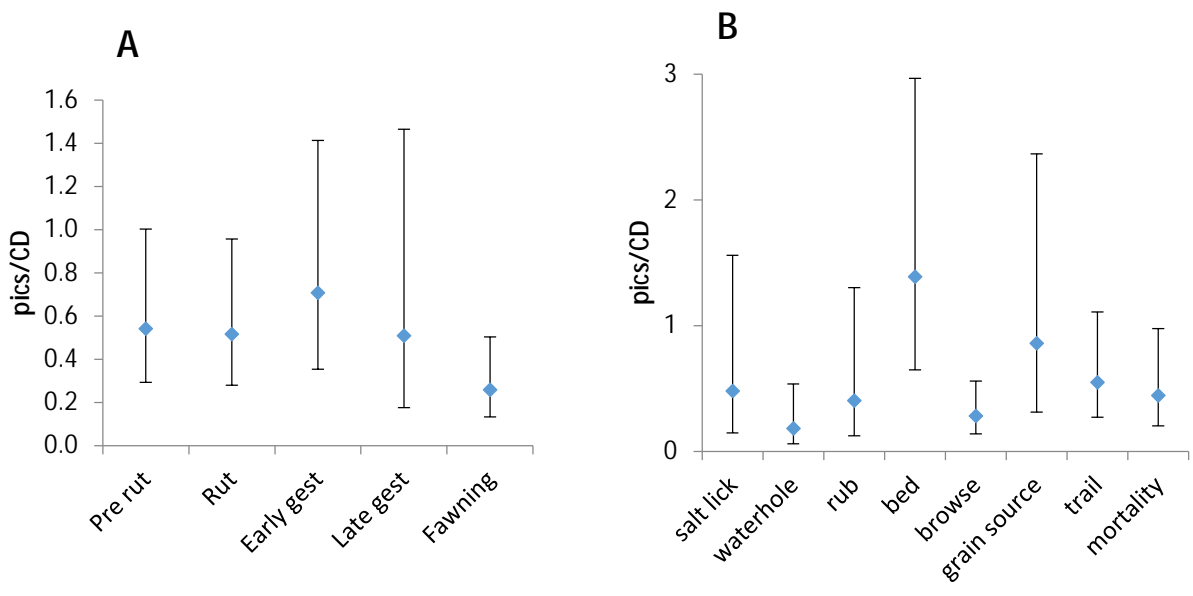 A
pics/CD
1.6
1.4
1.2
1.0
0.8
0.6
0.4
0.2
0.0
Pre rut
Rut
Early gest
Late gest
Fawning
B
pics/CD
3
2
1
0
salt lick
waterhole
rub
bed
browse
grain source
trail
mortality